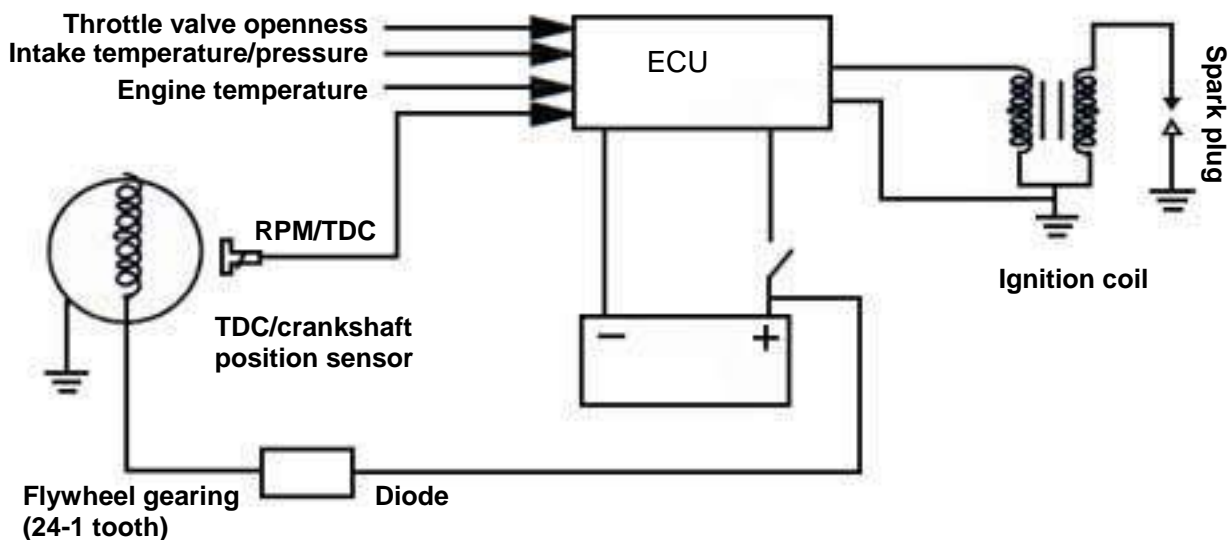 Throttle valve openness
Intake temperature/pressure
Engine temperature
ECU
Spark plug
RPM/TDC
Ignition coil
TDC/crankshaft
position sensor
− +
Flywheel gearing
(24-1 tooth)
Diode